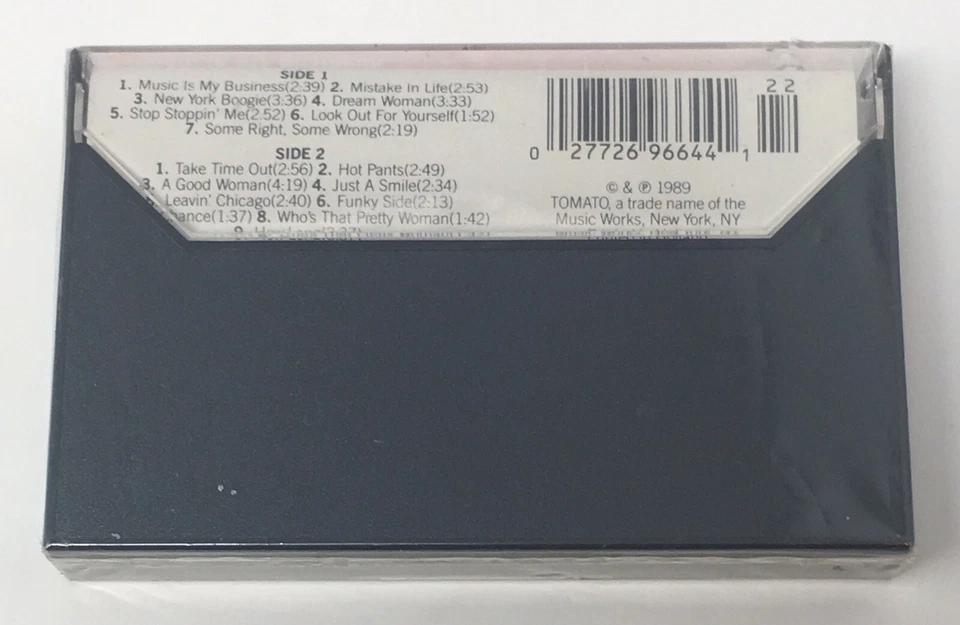 SIDE 1
1. Music Is My Business(2:39) 2. Mistake In Life(2:53)
3. New York Boogie(3:36) 4. Dream Woman(3:33)
5. Stop Stoppin' Me(2:52) 6. Look Out For Yourself(1:52)
7. Some Right, Some Wrong(2:19)
SIDE 2
1. Take Time Out(2:56) 2. Hot Pants(2:49)
3. A Good Woman(4:19) 4. Just A Smile(2:34)
Leavin' Chicago(2:40) 6. Funky Side(2:13)
(1:37) 8. Who's That Pretty Woman(1:42)
22
0 27726 96644 1
© & ℗ 1989
TOMATO, a trade name of the
Music Works, New York, NY